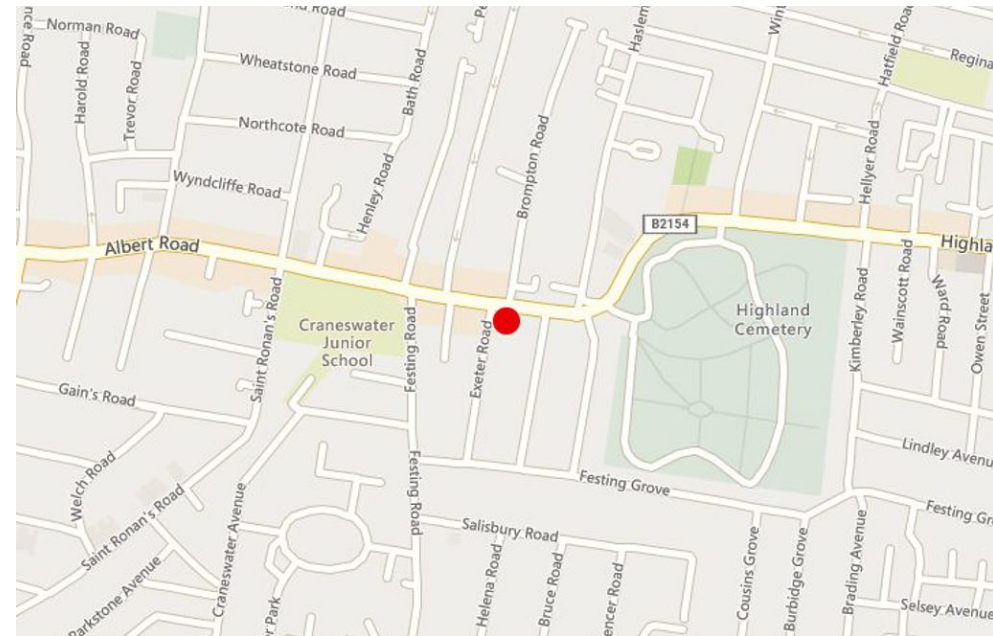 Norman Road
Harold Road
Trevor Road
Wheatstone Road
Bath Road
Northcote Road
Wyndcliffe Road
Henley Road
Brompton Road
Hatfield Road
Hellyer Road
B2154
Albert Road
Wainscott Road
Ward Road
Owen Street
Kimberley Road
Highland
Cemetery
Craneswater
Junior
School
Saint Ronan's Road
Festing Road
Exeter Road
Gain's Road
Welch Road
Saint Ronan's Road
Craneswater Avenue
Parkstone Avenue
Festing Road
Festing Grove
Salisbury Road
Helena Road
Bruce Road
Cousins Grove
Burbidge Grove
Brading Avenue
Selsey Avenue